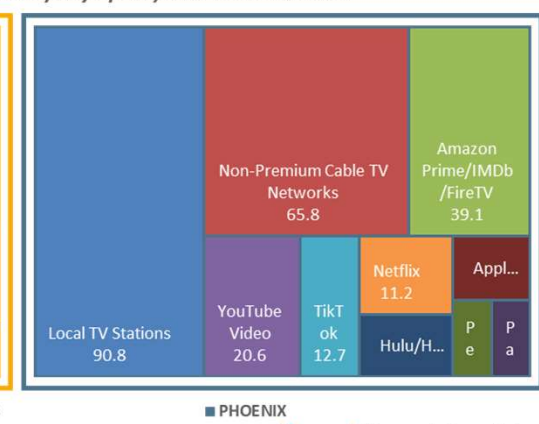 Non-Premium Cable TV
Networks
65.8
Amazon
Prime/IMDb
/FireTV
39.1
Local TV Stations
90.8
YouTube
Video
20.6
TikT
ok
12.7
Netflix
11.2
Appl...
Hulu/H...
P
e
P
a
PHOENIX